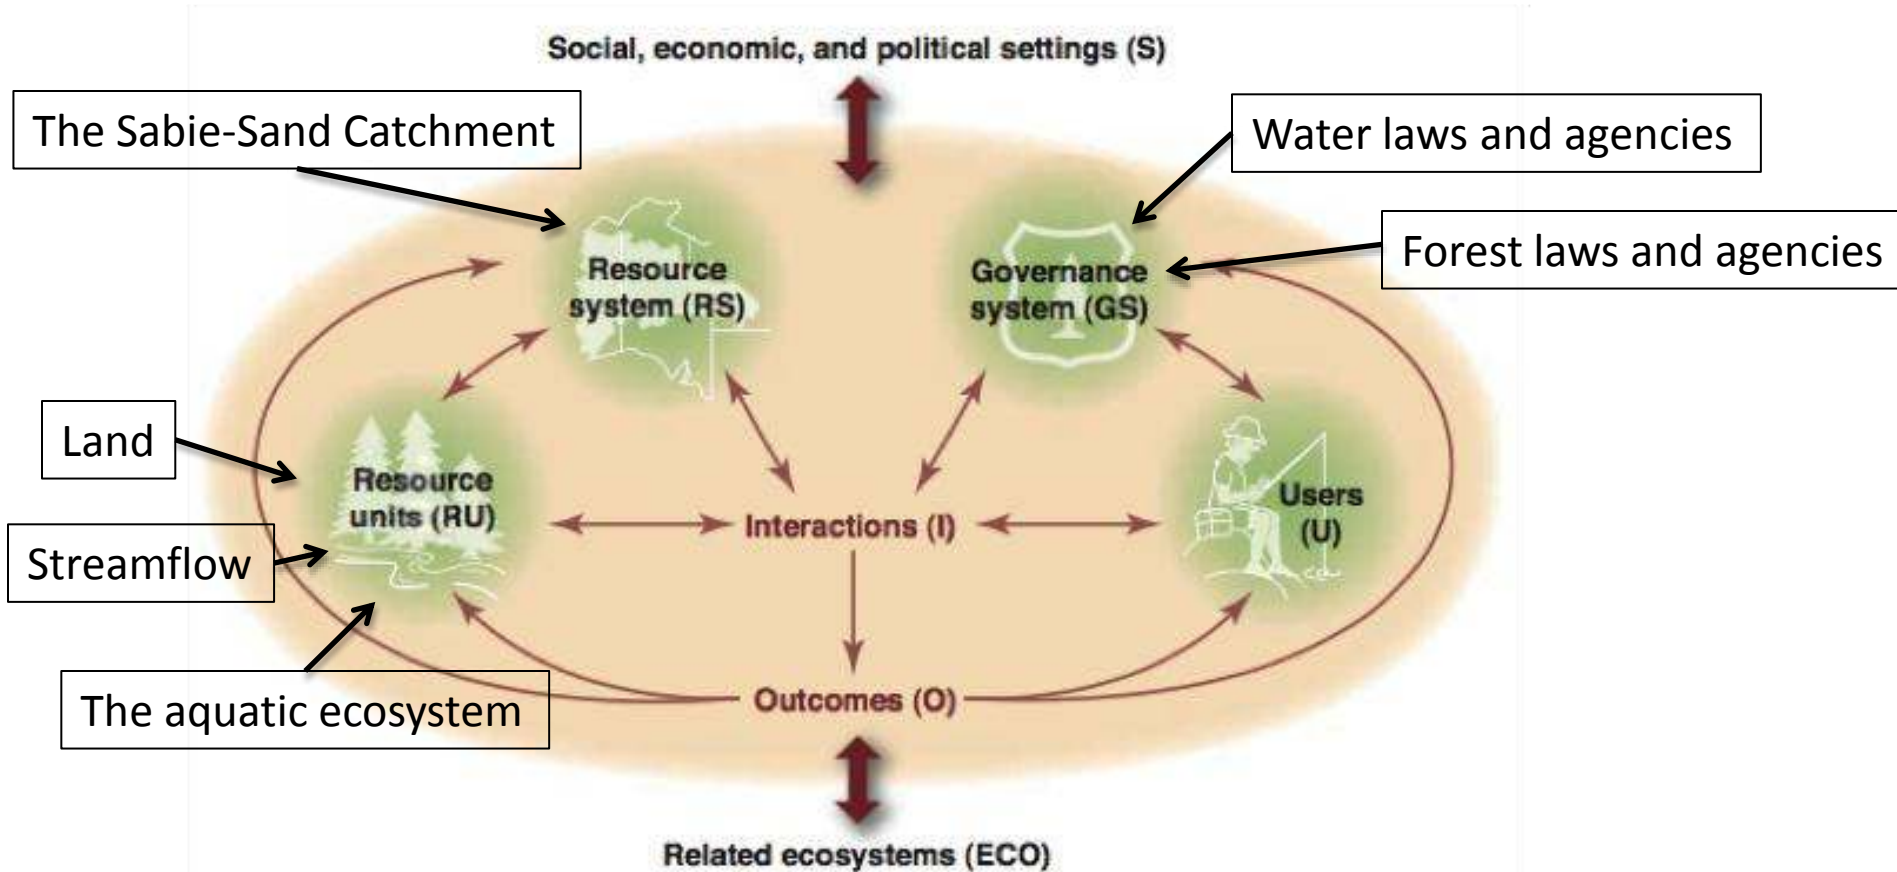 Social, economic, and political settings (S)
The Sabie-Sand Catchment
Water laws and agencies
Forest laws and agencies
Resource
system (RS)
Governance
system (GS)
Land
Resource
units (RU)
Users
(U)
Interactions (I)
Streamflow
The aquatic ecosystem
Outcomes (O)
Related ecosystems (ECO)